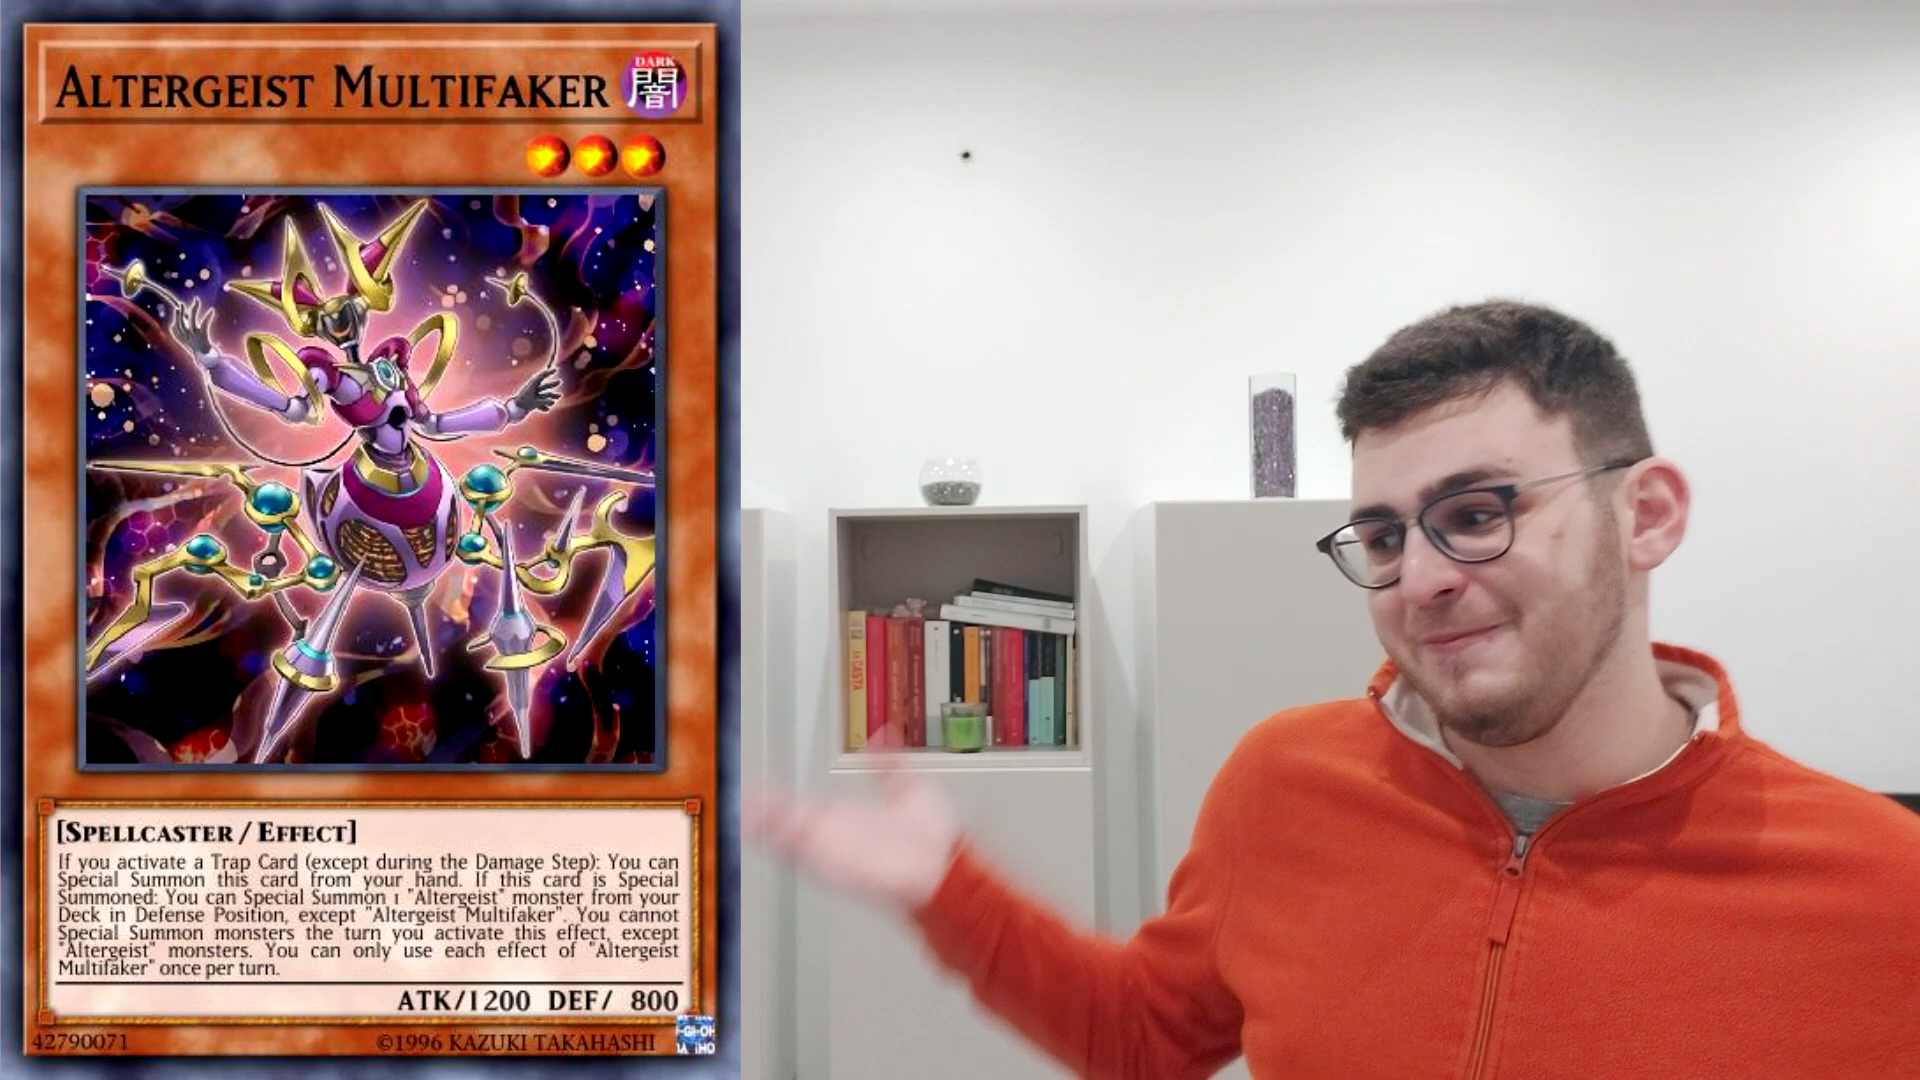 ALTERGEIST MULTIFAKER
DARK
闇
[SPELLCASTER / EFFECT]
If you activate a Trap Card (except during the Damage Step): You can
Special Summon this card from your hand. If this card is Special
Summoned: You can Special Summon 1 "Altergeist" monster from your
Deck in Defense Position, except "Altergeist Multifaker". You cannot
Special Summon monsters the turn you activate this effect, except
"Altergeist" monsters. You can only use each effect of "Altergeist
Multifaker" once per turn.
ATK/1200 DEF/ 800
42790071
©1996 KAZUKI TAKAHASHI
LA CASTA